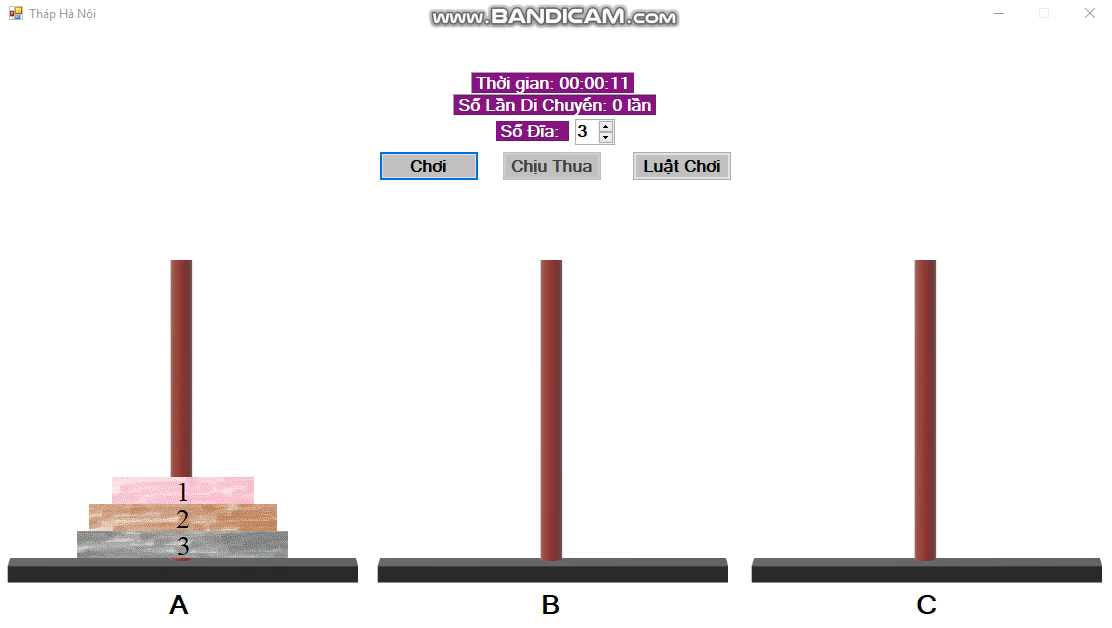 Tháp Hà Nội
www.BANDICAM.com
Thời gian: 00:00:11
Số Lần Di Chuyển: 0 lần
Số Đĩa: 3
Chơi Chịu Thua Luật Chơi
1
2
3
A B C